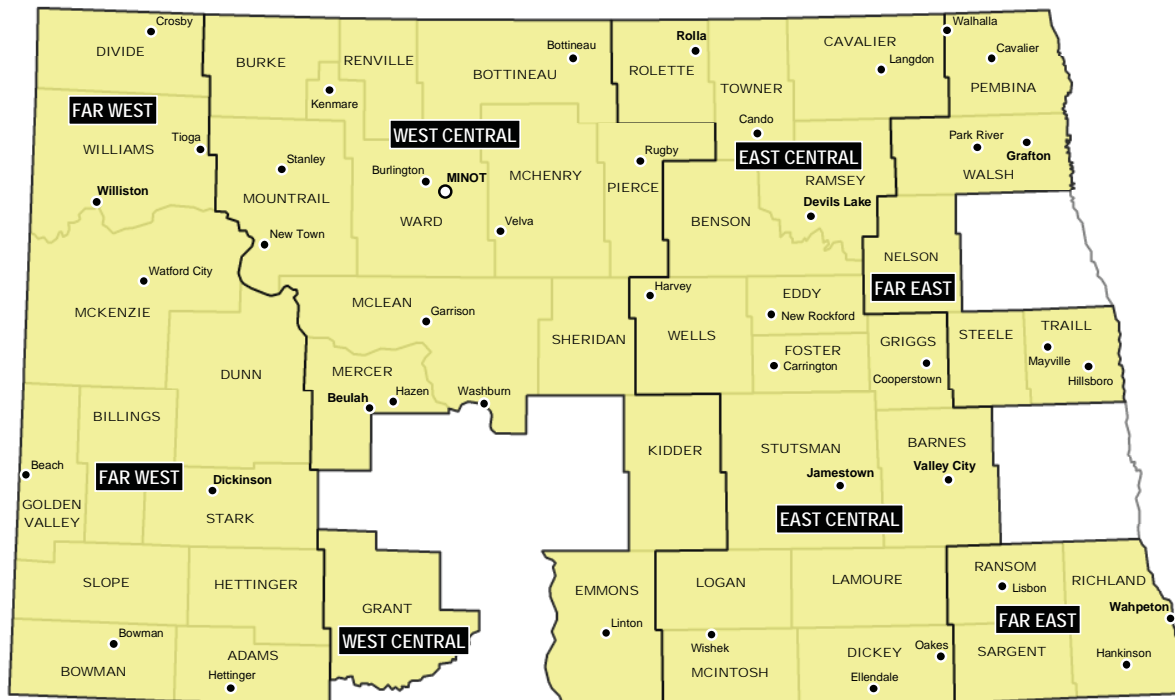 Crosby
DIVIDE
BURKE
RENVILLE
Bottineau
BOTTINEAU
Rolla
ROLETTE
TOWNER
CAVALIER
Langdon
Walhalla
Cavalier
PEMBINA
FAR WEST
Kenmare
WEST CENTRAL
Cando
EAST CENTRAL
Park River
Grafton
WALSH
Tioga
WILLIAMS
Williston
Stanley
MOUNTRAIL
New Town
Burlington
MINOT
WARD
MCHENRY
Velva
Rugby
PIERCE
BENSON
RAMSEY
Devils Lake
NELSON
FAR EAST
Watford City
MCKENZIE
MCLEAN
Garrison
SHERIDAN
Harvey
WELLS
EDDY
New Rockford
FOSTER
Carrington
GRIGGS
Cooperstown
STEELE
TRAILL
Mayville
Hillsboro
DUNN
MERCER
Hazen
Beulah
Washburn
BILLINGS
Beach
FAR WEST
Dickinson
GOLDEN
VALLEY
STARK
KIDDER
STUTSMAN
Jamestown
BARNES
Valley City
EAST CENTRAL
SLOPE
HETTINGER
GRANT
WEST CENTRAL
EMMONS
Linton
LOGAN
LAMOURE
RANSOM
Lisbon
RICHLAND
Wahpeton
FAR EAST
Bowman
BOWMAN
ADAMS
Hettinger
Wishek
MCINTOSH
DICKEY
Oakes
Ellendale
SARGENT
Hankinson